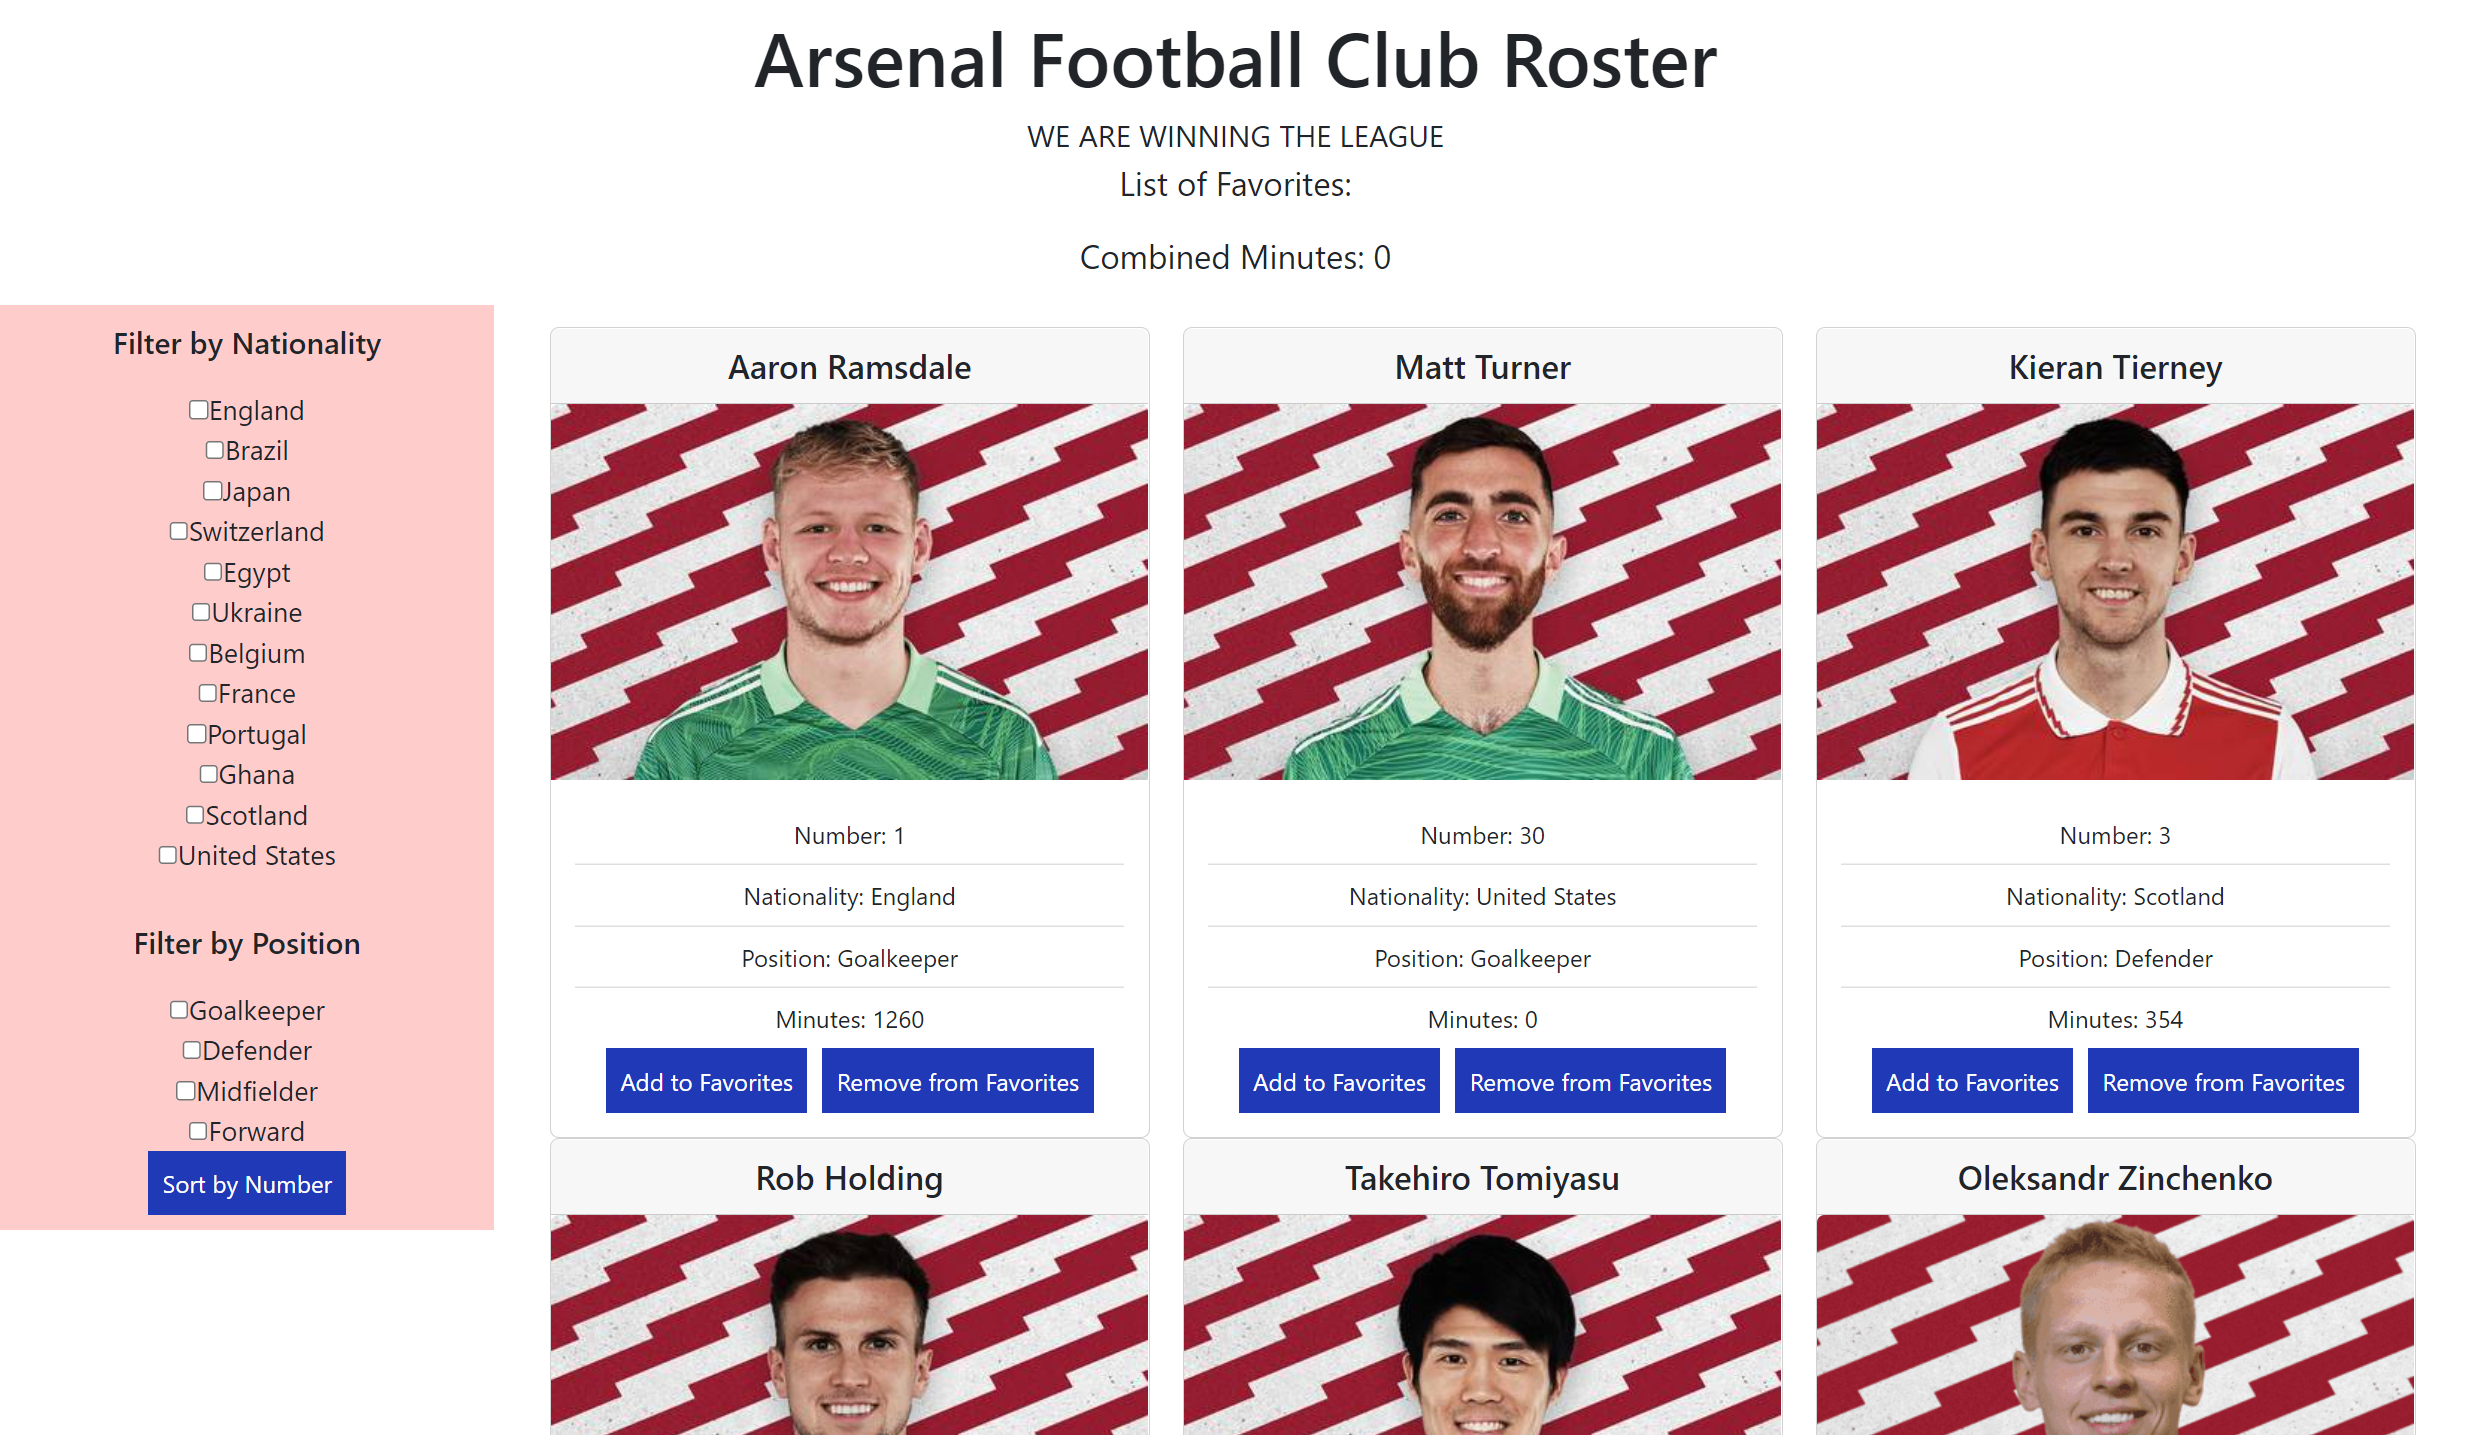 Arsenal Football Club Roster
WE ARE WINNING THE LEAGUE
List of Favorites:
Combined Minutes: 0
Filter by Nationality
England
Brazil
Japan
Switzerland
Egypt
Ukraine
Belgium
France
Portugal
Ghana
Scotland
United States
Filter by Position
Goalkeeper
Defender
Midfielder
Forward
Sort by Number
Aaron Ramsdale
Number: 1
Nationality: England
Position: Goalkeeper
Minutes: 1260
Add to Favorites
Remove from Favorites
Matt Turner
Number: 30
Nationality: United States
Position: Goalkeeper
Minutes: 0
Add to Favorites
Remove from Favorites
Kieran Tierney
Number: 3
Nationality: Scotland
Position: Defender
Minutes: 354
Add to Favorites
Remove from Favorites
Rob Holding
Takehiro Tomiyasu
Oleksandr Zinchenko